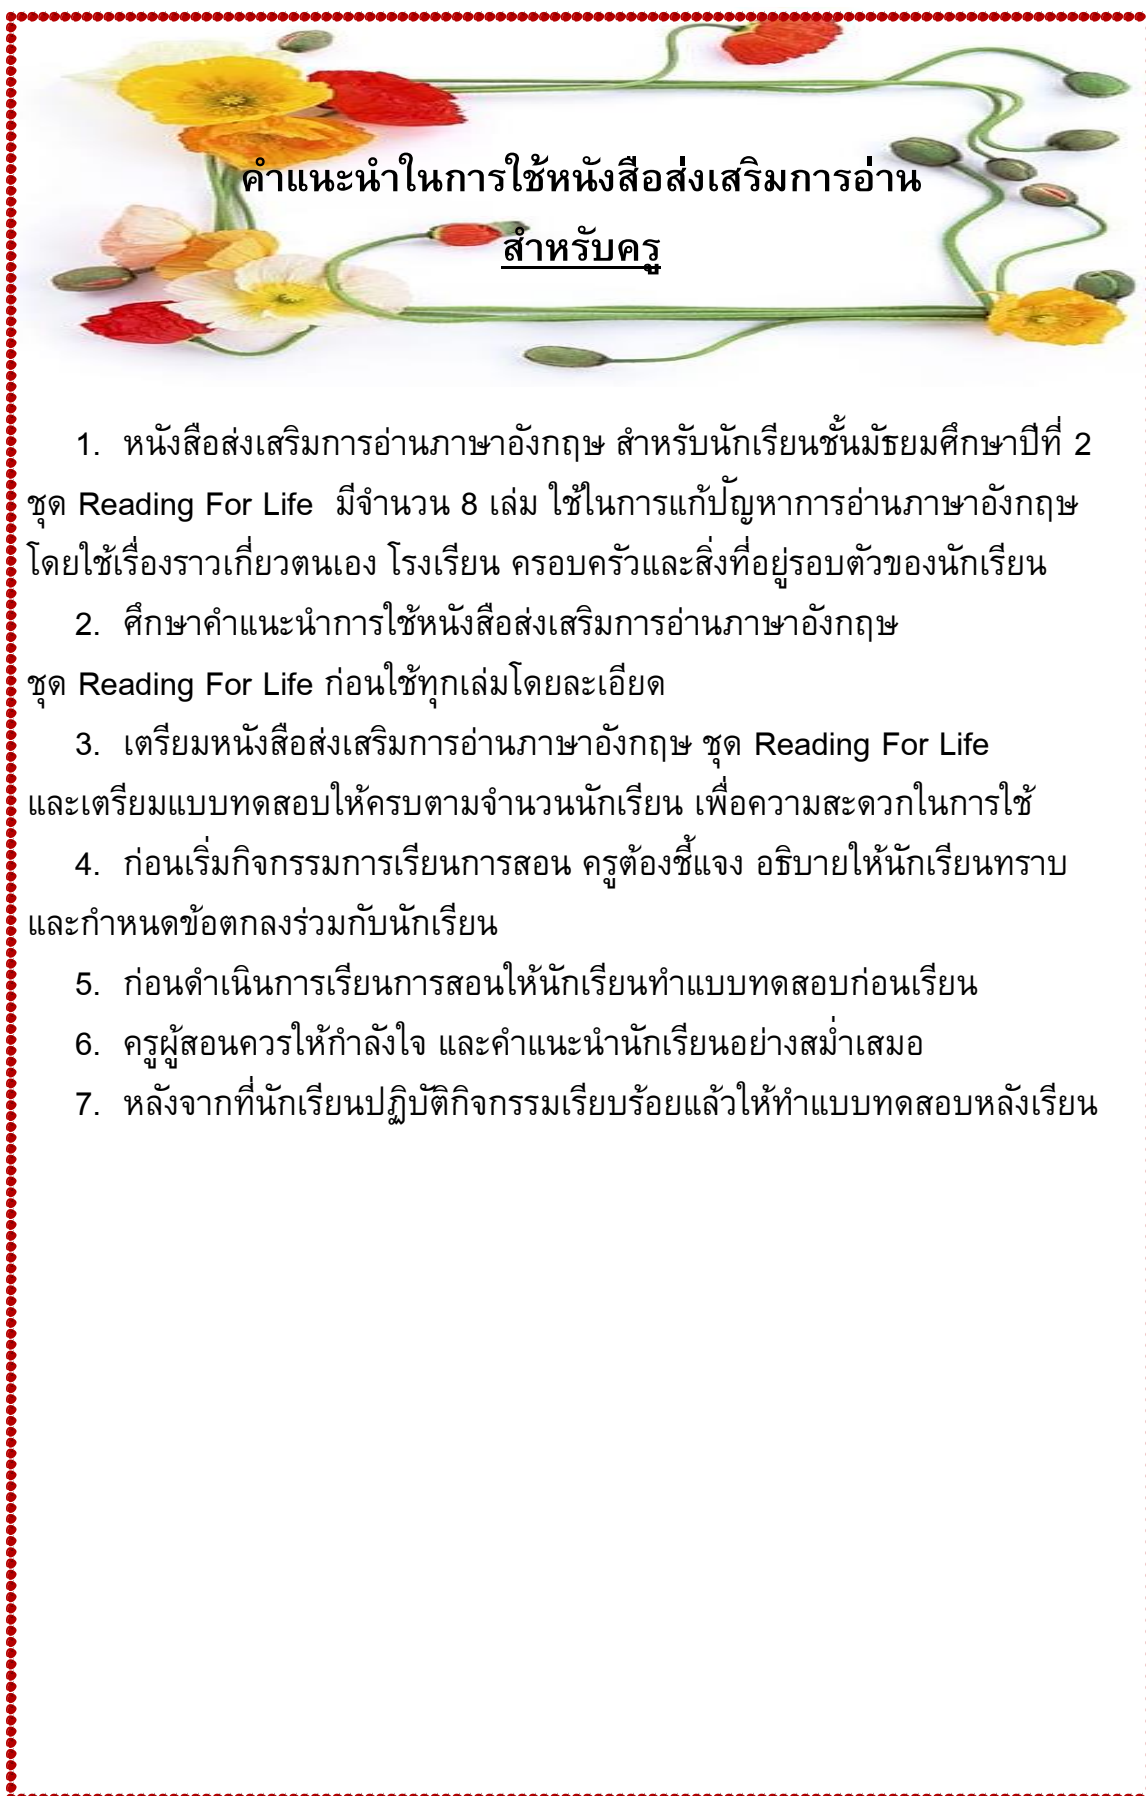 คำแนะนำในการใช้หนังสือส่งเสริมการอ่าน
สำหรับครู
1. หนังสือส่งเสริมการอ่านภาษาอังกฤษ สำหรับนักเรียนชั้นมัธยมศึกษาปีที่ 2
ชุด Reading For Life มีจำนวน 8 เล่ม ใช้ในการแก้ปัญหาการอ่านภาษาอังกฤษ
โดยใช้เรื่องราวเกี่ยวตนเอง โรงเรียน ครอบครัวและสิ่งที่อยู่รอบตัวของนักเรียน
2. ศึกษาคำแนะนำการใช้หนังสือส่งเสริมการอ่านภาษาอังกฤษ
ชุด Reading For Life ก่อนใช้ทุกเล่มโดยละเอียด
3. เตรียมหนังสือส่งเสริมการอ่านภาษาอังกฤษ ชุด Reading For Life
และเตรียมแบบทดสอบให้ครบตามจำนวนนักเรียน เพื่อความสะดวกในการใช้
4. ก่อนเริ่มกิจกรรมการเรียนการสอน ครูต้องชี้แจง อธิบายให้นักเรียนทราบ
และกำหนดข้อตกลงร่วมกับนักเรียน
5. ก่อนดำเนินการเรียนการสอนให้นักเรียนทำแบบทดสอบก่อนเรียน
6. ครูผู้สอนควรให้กำลังใจ และคำแนะนำนักเรียนอย่างสม่ำเสมอ
7. หลังจากที่นักเรียนปฏิบัติกิจกรรมเรียบร้อยแล้วให้ทำแบบทดสอบหลังเรียน